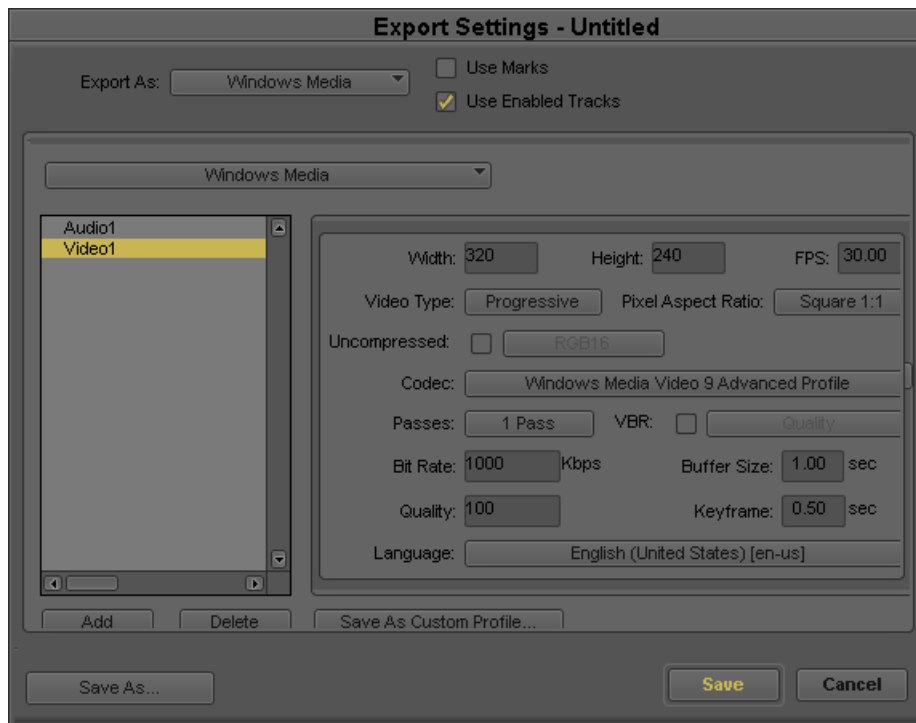 Export Settings - Untitled
Export As: Windows Media
Use Marks
Use Enabled Tracks
Windows Media
Audio1
Video1
Width: 320 Height: 240 FPS: 30.00
Video Type: Progressive Pixel Aspect Ratio: Square 1:1
Uncompressed: RGB16
Codec: Windows Media Video 9 Advanced Profile
Passes: 1 Pass VBR: Quality
Bit Rate: 1000 Kbps Buffer Size: 1.00 sec
Quality: 100 Keyframe: 0.50 sec
Language: English (United States) [en-us]
Add Delete Save As Custom Profile...
Save As... Save Cancel